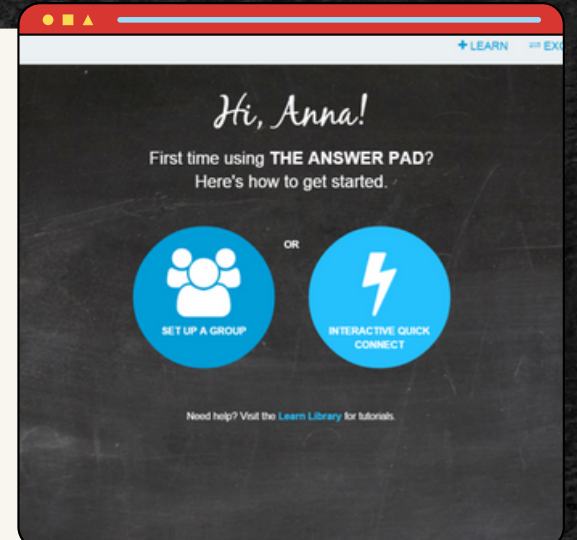 + LEARN
Hi, Anna!
First time using THE ANSWER PAD?
Here's how to get started.
OR
SET UP A GROUP
INTERACTIVE QUICK
CONNECT
Need help? Visit the Learn Library for tutorials.